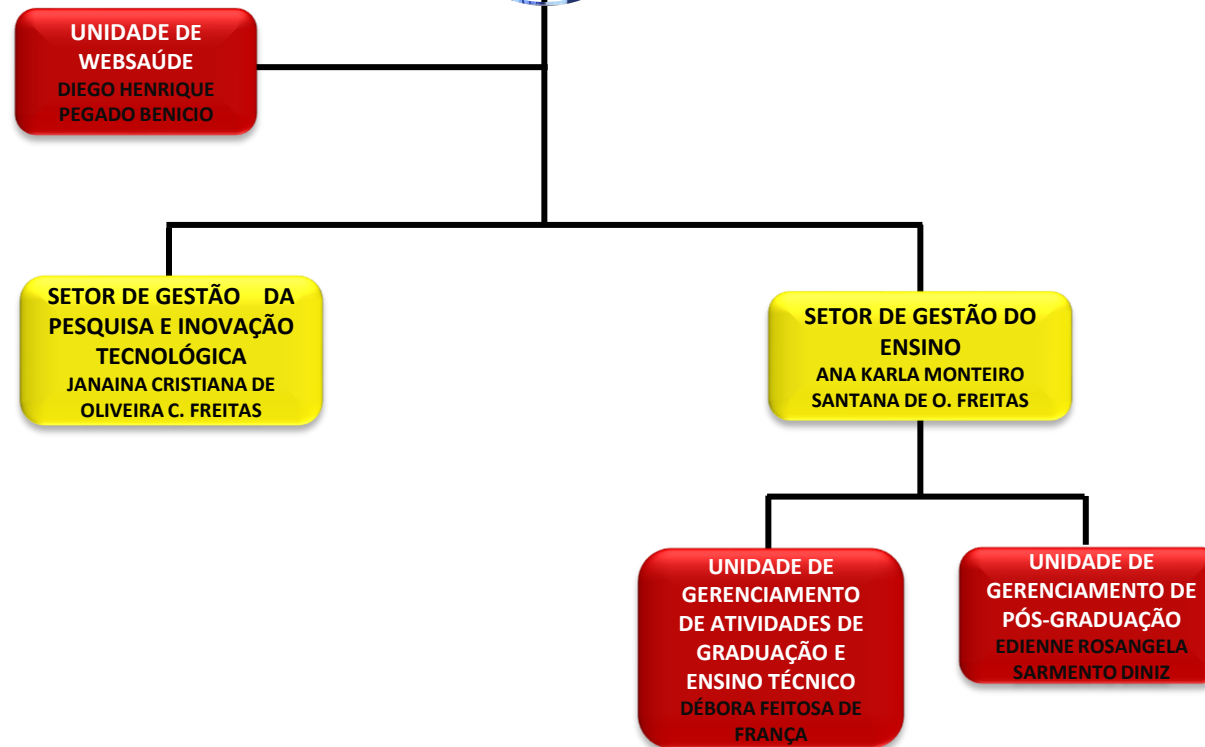 UNIDADE DE
WEBSAÚDE
DIEGO HENRIQUE
PEGADO BENICIO
SETOR DE GESTÃO DA
PESQUISA E INOVAÇÃO
TECNOLÓGICA
JANAINA CRISTIANA DE
OLIVEIRA C. FREITAS
SETOR DE GESTÃO DO
ENSINO
ANA KARLA MONTEIRO
SANTANA DE O. FREITAS
UNIDADE DE
GERENCIAMENTO
DE ATIVIDADES DE
GRADUAÇÃO E
ENSINO TÉCNICO
DÉBORA FEITOSA DE
FRANÇA
UNIDADE DE
GERENCIAMENTO DE
PÓS-GRADUAÇÃO
EDIENNE ROSANGELA
SARMENTO DINIZ